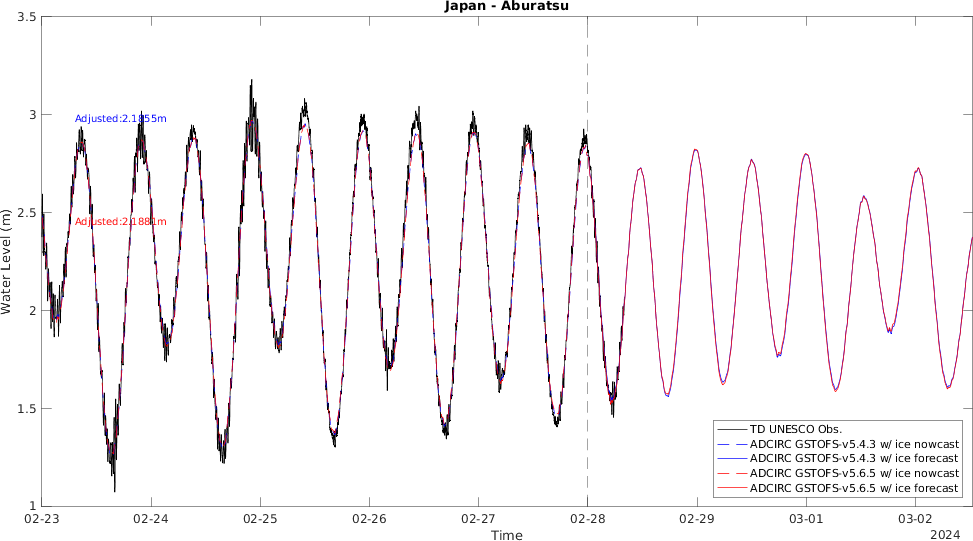 Japan - Aburatsu
3.5
3
2.5
2
1.5
1
Water Level (m)
Adjusted:2.1855m
Adjusted:2.1881m
TD UNESCO Obs.
ADCIRC GSTOFS-v5.4.3 w/ ice nowcast
ADCIRC GSTOFS-v5.4.3 w/ ice forecast
ADCIRC GSTOFS-v5.6.5 w/ ice nowcast
ADCIRC GSTOFS-v5.6.5 w/ ice forecast
02-23 02-24 02-25 02-26 02-27 02-28 02-29 03-01 03-02
Time
2024